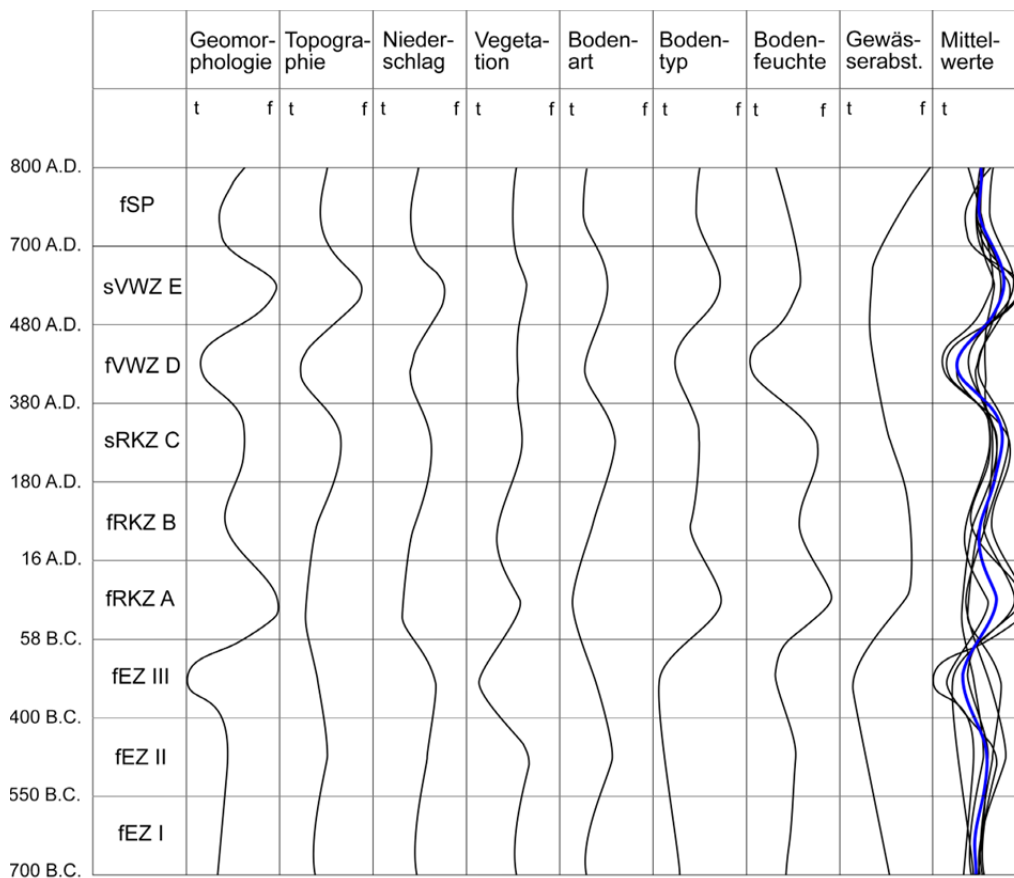 Geomor- Topogra- Nieder- Vegeta- Boden- Boden- Boden- Gewäs- Mittel-
phologie phie schlag tion art typ feuchte serabst. werte
t f t f t f t f t f t f t f t f t
800 A.D.
fSP
700 A.D.
sVWZ E
480 A.D.
fVWZ D
380 A.D.
sRKZ C
180 A.D.
fRKZ B
16 A.D.
fRKZ A
58 B.C.
fEZ III
400 B.C.
fEZ II
550 B.C.
fEZ I
700 B.C.